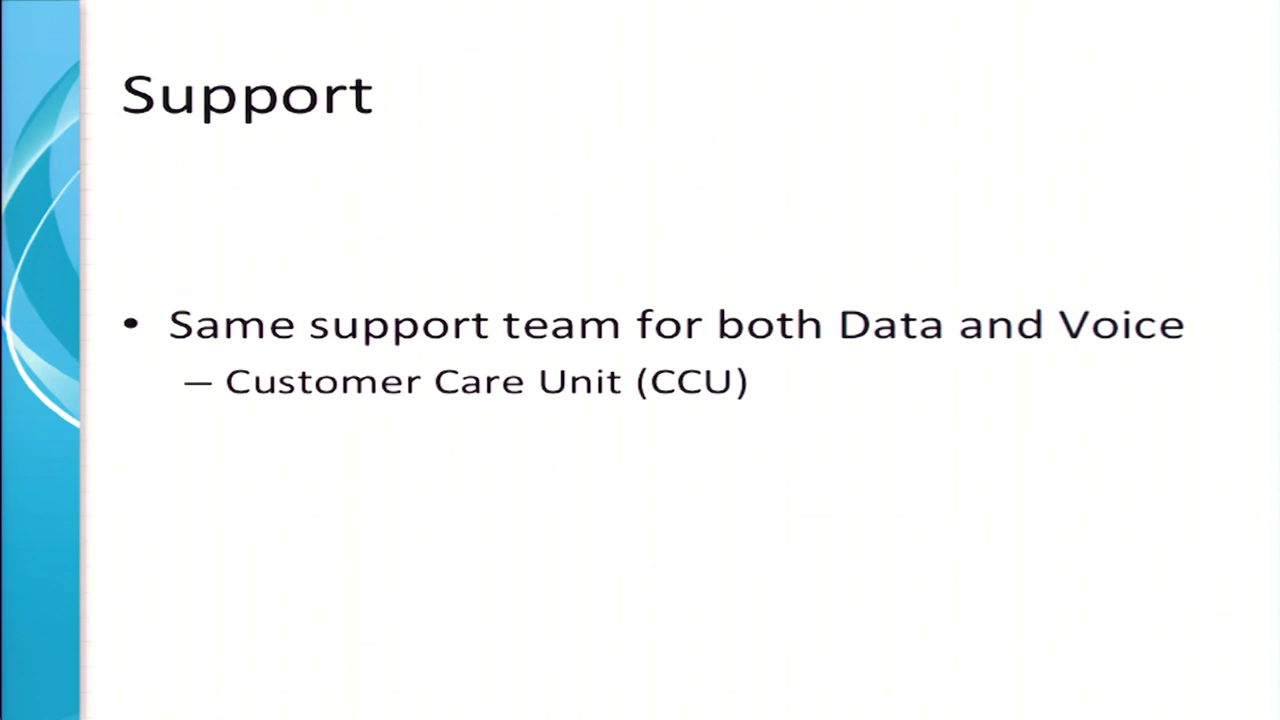 Support
• Same support team for both Data and Voice
– Customer Care Unit (CCU)